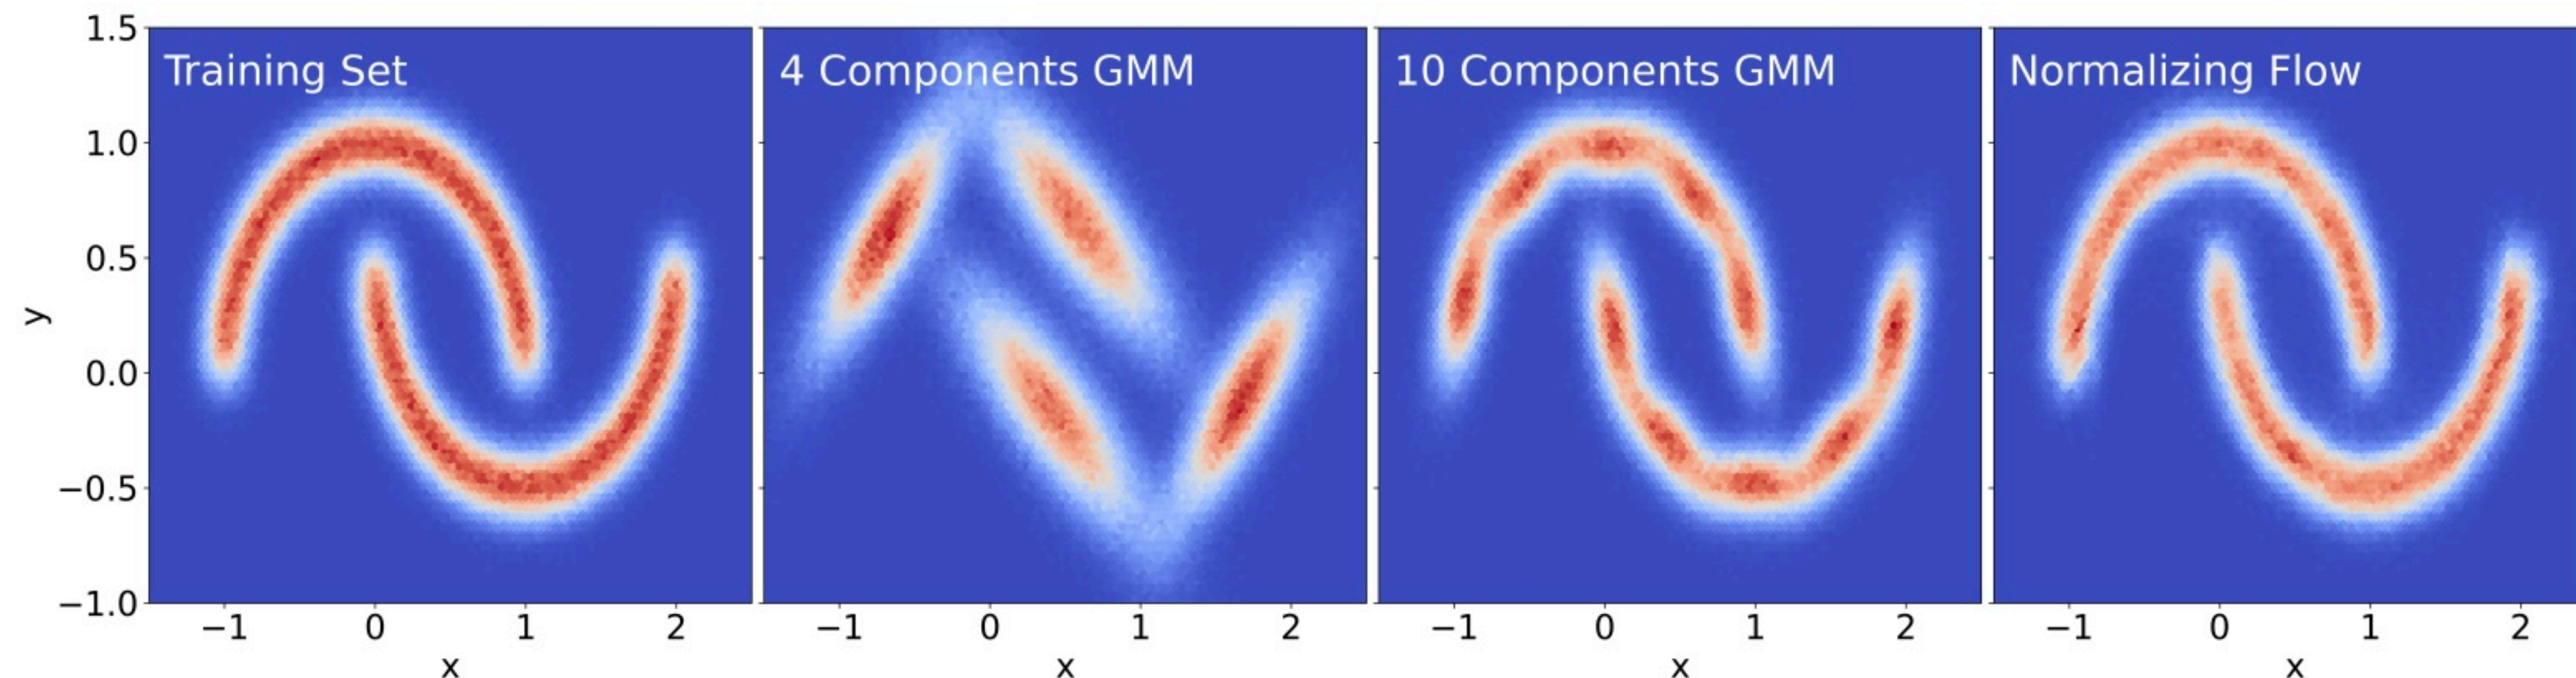 Training Set
4 Components GMM
10 Components GMM
Normalizing Flow
1.5
1.0
0.5
0.0
−0.5
−1.0
y
−1 0 1 2
−1 0 1 2
−1 0 1 2
−1 0 1 2
x
x
x
x